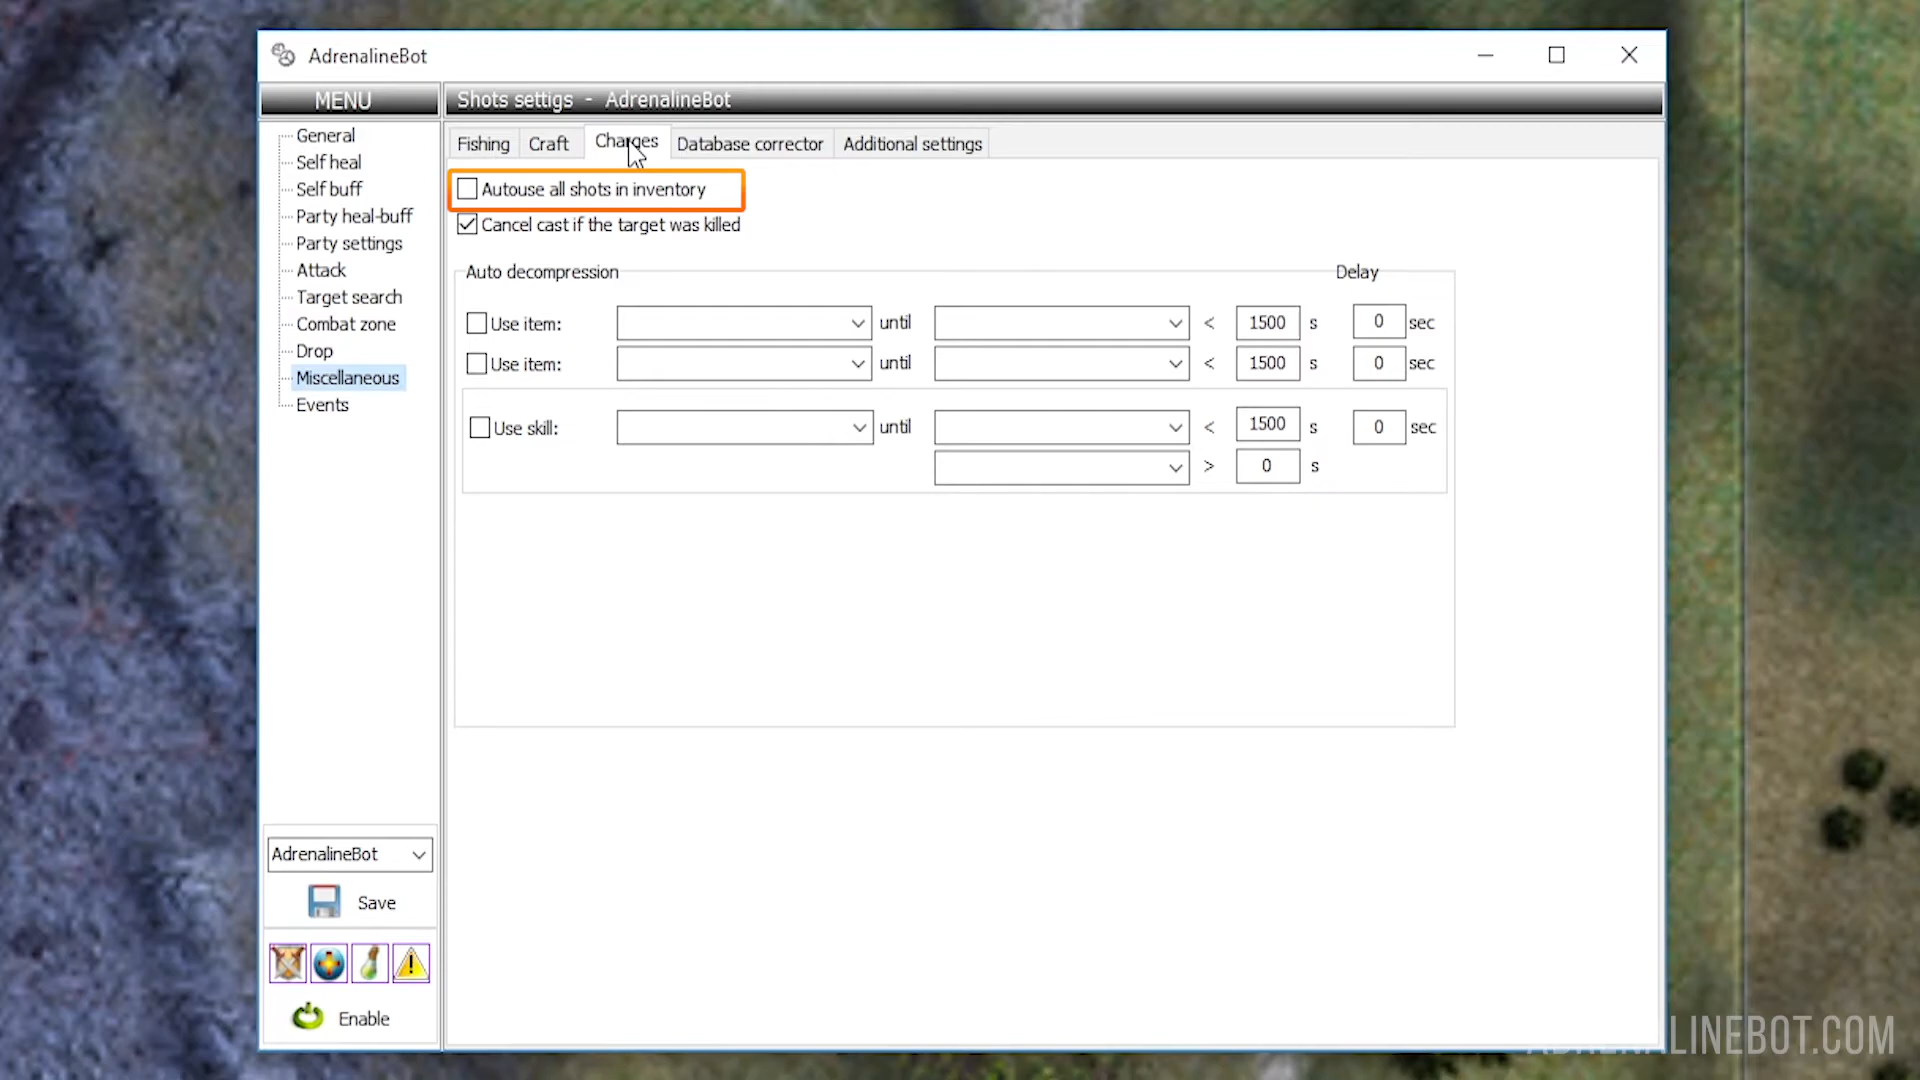 AdrenalineBot
MENU
Shots settigs - AdrenalineBot
General
Self heal
Self buff
Party heal-buff
Party settings
Attack
Target search
Combat zone
Drop
Miscellaneous
Events
Fishing Craft Charges Database corrector Additional settings
Autouse all shots in inventory
Cancel cast if the target was killed
Auto decompression Delay
Use item: until < 1500 s 0 sec
Use item: until < 1500 s 0 sec
Use skill: until < 1500 s 0 sec
> 0 s
AdrenalineBot
Save
Enable
ADRENALINEBOT.COM